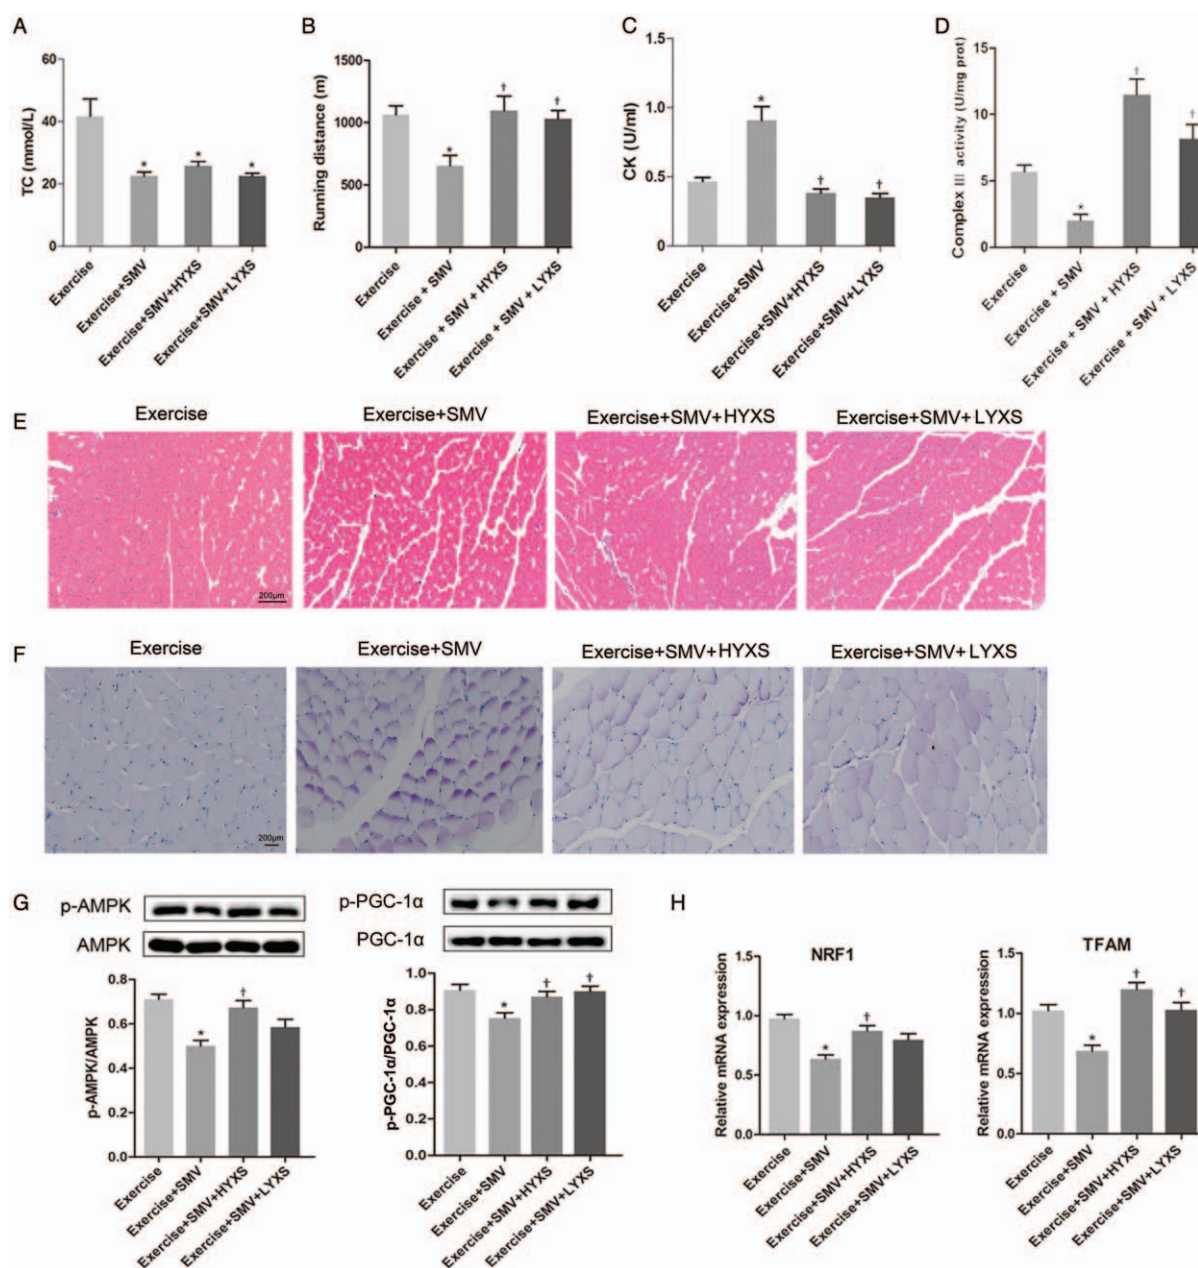 A
TC (mmol/L)
60
40
20
0
*
*
*
Exercise
Exercise+SMV
Exercise+SMV+HYXS
Exercise+SMV+LYXS
B
Running distance (m)
1500
1000
500
0
*
†
†
Exercise
Exercise + SMV
Exercise + SMV + HYXS
Exercise + SMV + LYXS
C
CK (U/ml)
1.5
1.0
0.5
0
*
†
†
Exercise
Exercise+SMV
Exercise+SMV+HYXS
Exercise+SMV+LYXS
D
Complex III activity (U/mg prot)
15
10
5
0
*
†
†
Exercise
Exercise + SMV
Exercise + SMV + HYXS
Exercise + SMV + LYXS
E
Exercise
Exercise+SMV
Exercise+SMV+HYXS
Exercise+SMV+LYXS
200μm
F
Exercise
Exercise+SMV
Exercise+SMV+HYXS
Exercise+SMV+LYXS
200μm
G
p-AMPK
AMPK
p-AMPK/AMPK
0.8
0.6
0.4
0.2
0.0
*
†
Exercise
Exercise+SMV
Exercise+SMV+HYXS
Exercise+SMV+LYXS
p-PGC-1α
PGC-1α
p-PGC-1α/PGC-1α
1.0
0.8
0.6
0.4
0.2
0.0
*
†
†
Exercise
Exercise+SMV
Exercise+SMV+HYXS
Exercise+SMV+LYXS
H
NRF1
Relative mRNA expression
1.5
1.0
0.5
0.0
*
†
Exercise
Exercise+SMV
Exercise+SMV+HYXS
Exercise+SMV+LYXS
TFAM
Relative mRNA expression
1.5
1.0
0.5
0.0
*
†
†
Exercise
Exercise+SMV
Exercise+SMV+HYXS
Exercise+SMV+LYXS